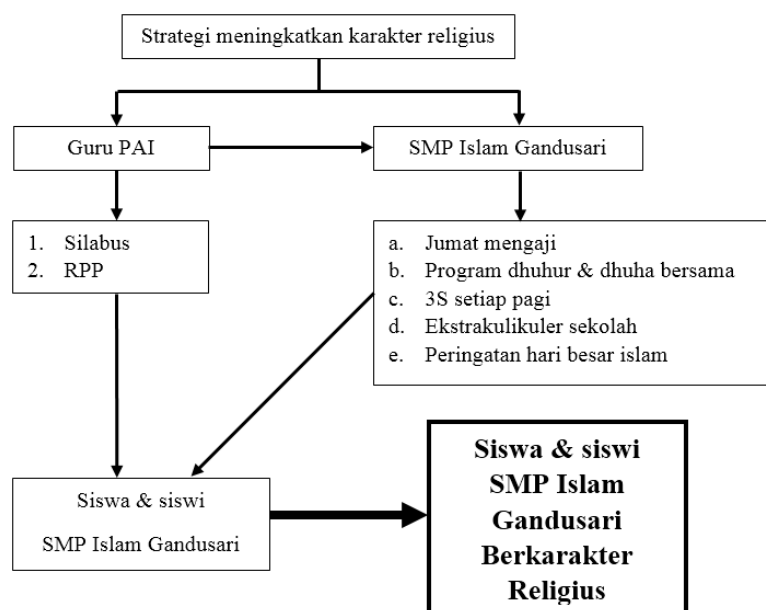 Strategi meningkatkan karakter religius
Guru PAI
SMP Islam Gandusari
1. Silabus
2. RPP
a. Jumat mengaji
b. Program dhuhur & dhuha bersama
c. 3S setiap pagi
d. Ekstrakulikuler sekolah
e. Peringatan hari besar islam
Siswa & siswi
SMP Islam Gandusari
Siswa & siswi
SMP Islam
Gandusari
Berkarakter
Religius